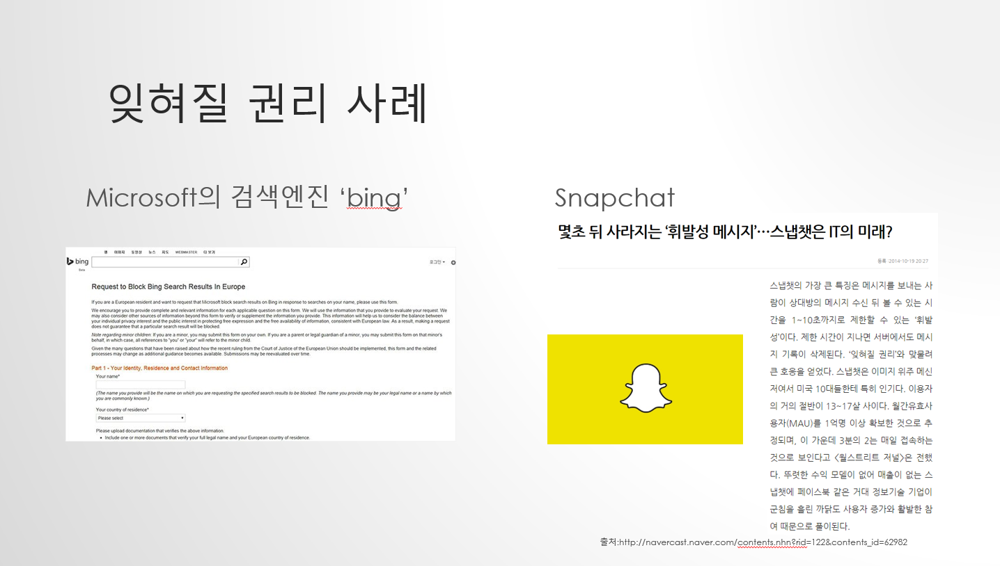 잊혀질 권리 사례
Microsoft의 검색엔진 ‘bing’
웹 이미지 동영상 뉴스 지도 WEBMASTER 더 보기
bing
Beta
로그인
Request to Block Bing Search Results In Europe
If you are a European resident and want to request that Microsoft block search results on Bing in response to searches on your name, please use this form.
We encourage you to provide complete and relevant information for each applicable question on this form. We will use the information that you provide to evaluate your request. We
may also consider other sources of information beyond this form to verify or supplement the information you provide. This information will help us to consider the balance between
your individual privacy interest and the public interest in protecting free expression and the free availability of information, consistent with European law. As a result, making a request
does not guarantee that a particular search result will be blocked.
Note regarding minor children: If you are a minor, you may submit this form on your own. If you are a parent or legal guardian of a minor, you may submit this form on that minor's
behalf, in which case, all references to "you" or "your" will refer to the minor child.
Given the many questions that have been raised about how the recent ruling from the Court of Justice of the European Union should be implemented, this form and the related
processes may change as additional guidance becomes available. Submissions may be reevaluated over time.
Part 1 - Your Identity, Residence and Contact Information
Your name*
(The name you provide will be the name on which you are requesting the specified search results to be blocked. The name you provide may be your legal name or a name by which
you are commonly known.)
Your country of residence*
Please select
Please upload documentation that verifies the above information.
• Include one or more documents that verify your full legal name and your European country of residence.
Snapchat
몇초 뒤 사라지는 ‘휘발성 메시지’…스냅챗은 IT의 미래?
등록 :2014-10-19 20:27
스냅챗의 가장 큰 특징은 메시지를 보내는 사
람이 상대방의 메시지 수신 뒤 볼 수 있는 시
간을 1~10초까지로 제한할 수 있는 ‘휘발
성’이다. 제한 시간이 지나면 서버에서도 메시
지 기록이 삭제된다. ‘잊혀질 권리’와 맞물려
큰 호응을 얻었다. 스냅챗은 이미지 위주 메신
저여서 미국 10대들한테 특히 인기다. 이용자
의 거의 절반이 13~17살 사이다. 월간유효사
용자(MAU)를 1억명 이상 확보한 것으로 추
정되며, 이 가운데 3분의 2는 매일 접속하는
것으로 보인다고 <월스트리트 저널>은 전했
다. 뚜렷한 수익 모델이 없어 매출이 없는 스
냅챗에 페이스북 같은 거대 정보기술 기업이
군침을 흘린 까닭도 사용자 증가와 활발한 참
여 때문으로 풀이된다.
출처:http://navercast.naver.com/contents.nhn?rid=122&contents_id=62982